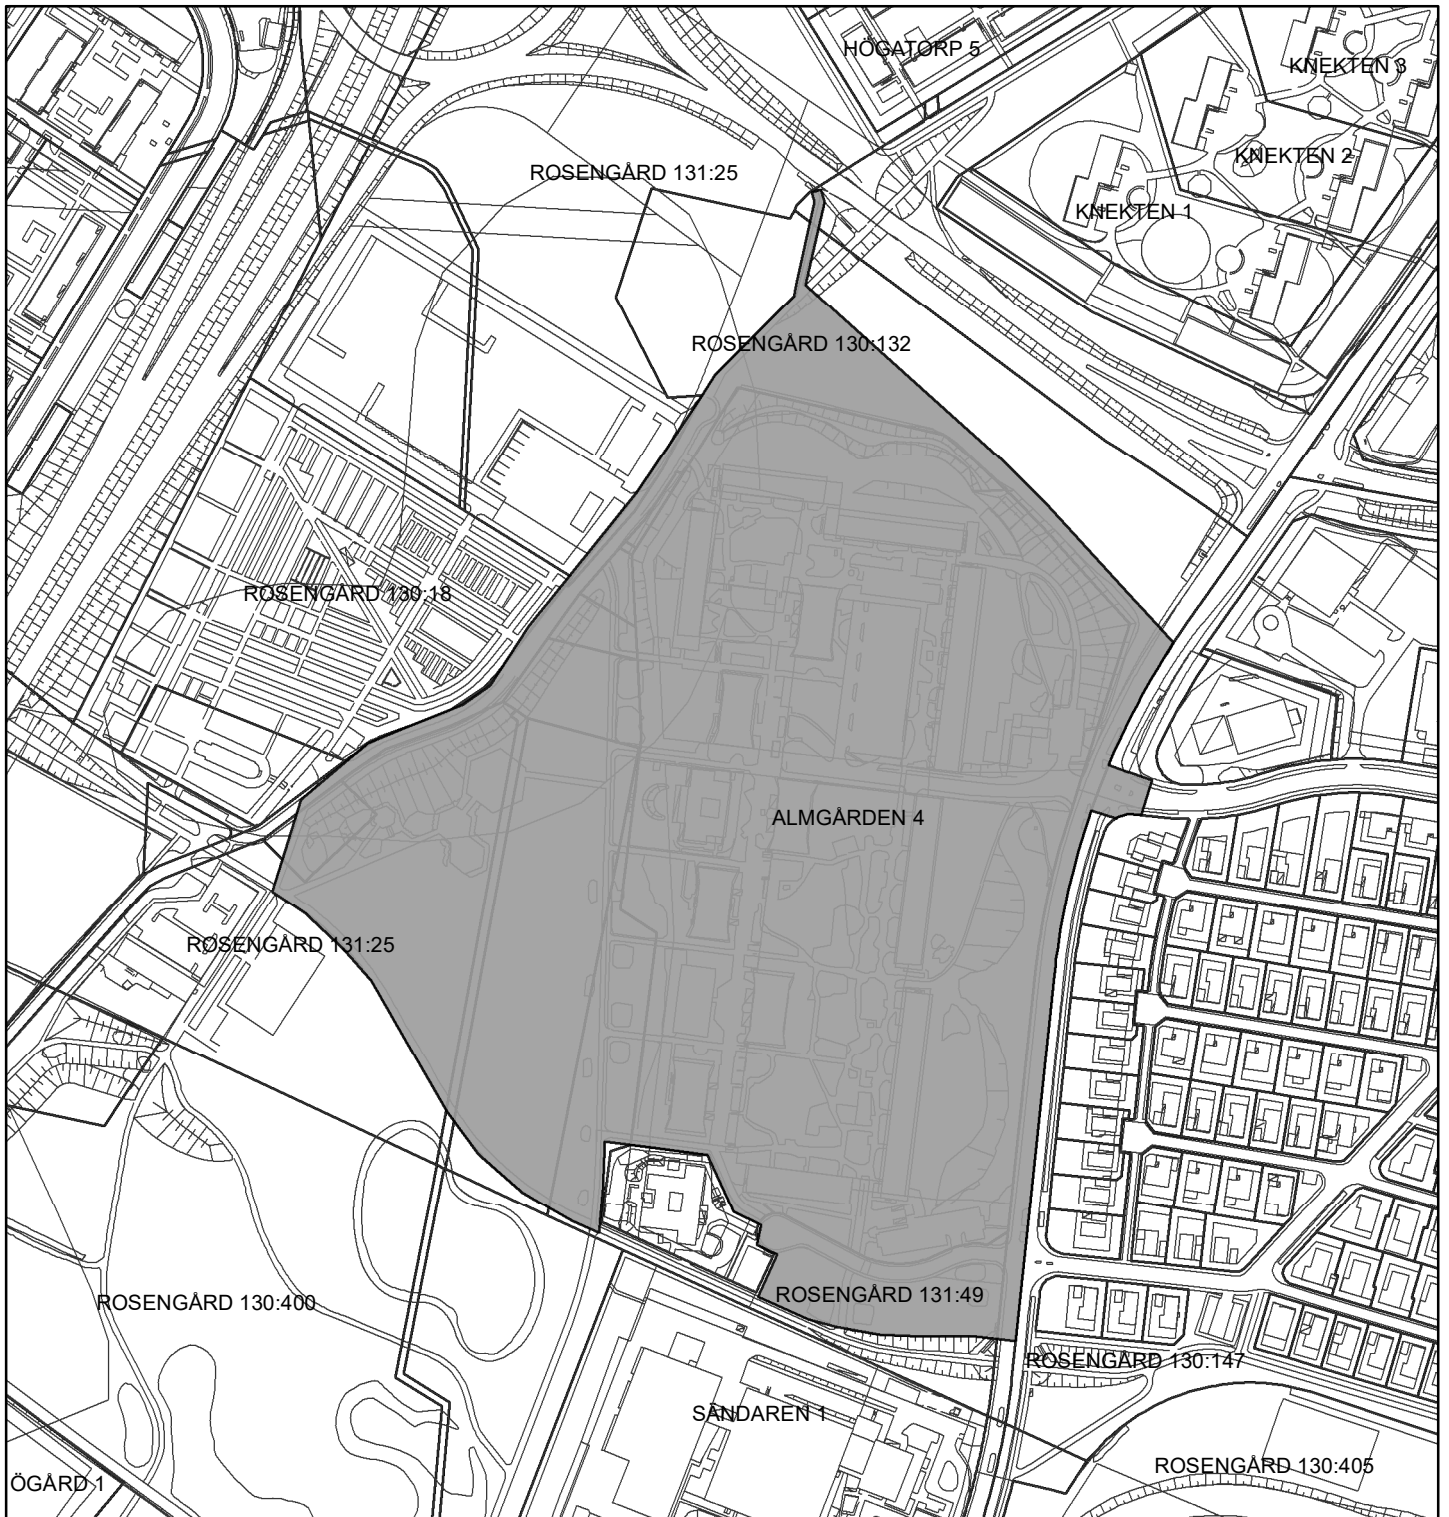 HÖGATORP 5
KNEKTEN 3
KNEKTEN 2
ROSENGÅRD 131:25
KNEKTEN 1
ROSENGÅRD 130:132
ROSENGÅRD 130:18
ALMGÅRDEN 4
ROSENGÅRD 131:25
ROSENGÅRD 131:49
ROSENGÅRD 130:400
ROSENGÅRD 130:147
SÄNDAREN 1
ROSENGÅRD 130:405
ÖGÅRD 1